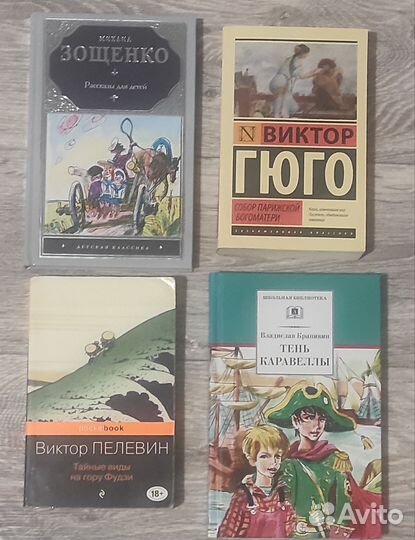 МИХАИЛ
ЗОЩЕНКО
Рассказы для детей
ДЕТСКАЯ КЛАССИКА
N ВИКТОР
ГЮГО
СОБОР ПАРИЖСКОЙ
БОГОМАТЕРИ
ЭКСКЛЮЗИВНАЯ КЛАССИКА
pocketbook
Виктор ПЕЛЕВИН
Тайные виды
на гору Фудзи
18+
ШКОЛЬНАЯ БИБЛИОТЕКА
Владислав Крапивин
ТЕНЬ
КАРАВЕЛЛЫ
Avito